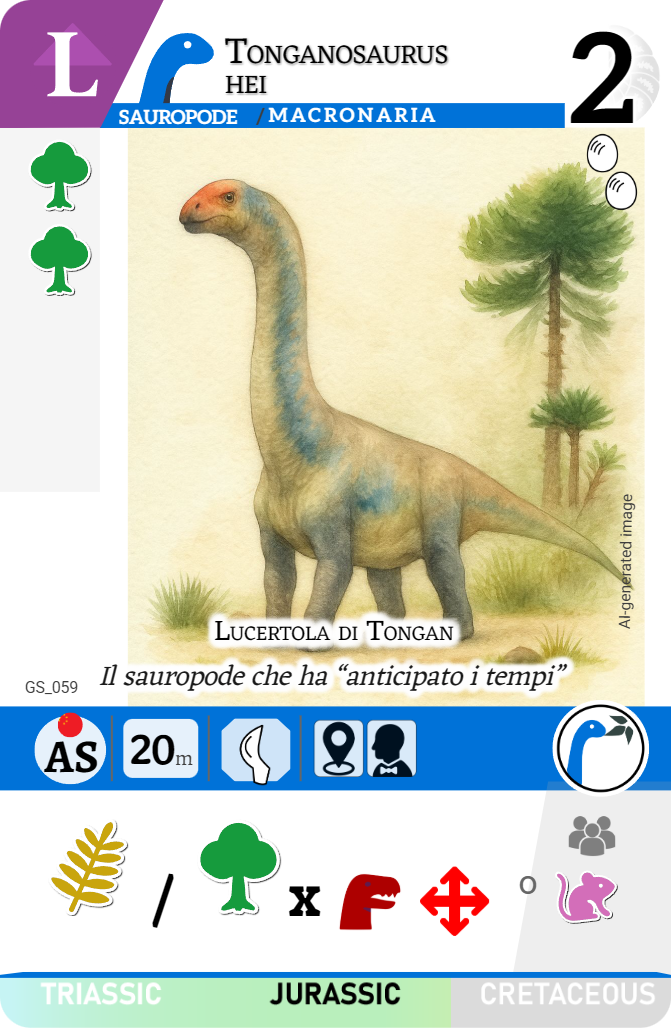 L
TONGANOSAURUS
HEI
2
SAUROPODE / MACRONARIA
AI-generated image
LUCERTOLA DI TONGAN
GS_059
Il sauropode che ha “anticipato i tempi”
AS
20m
/
x
o
TRIASSIC
JURASSIC
CRETACEOUS